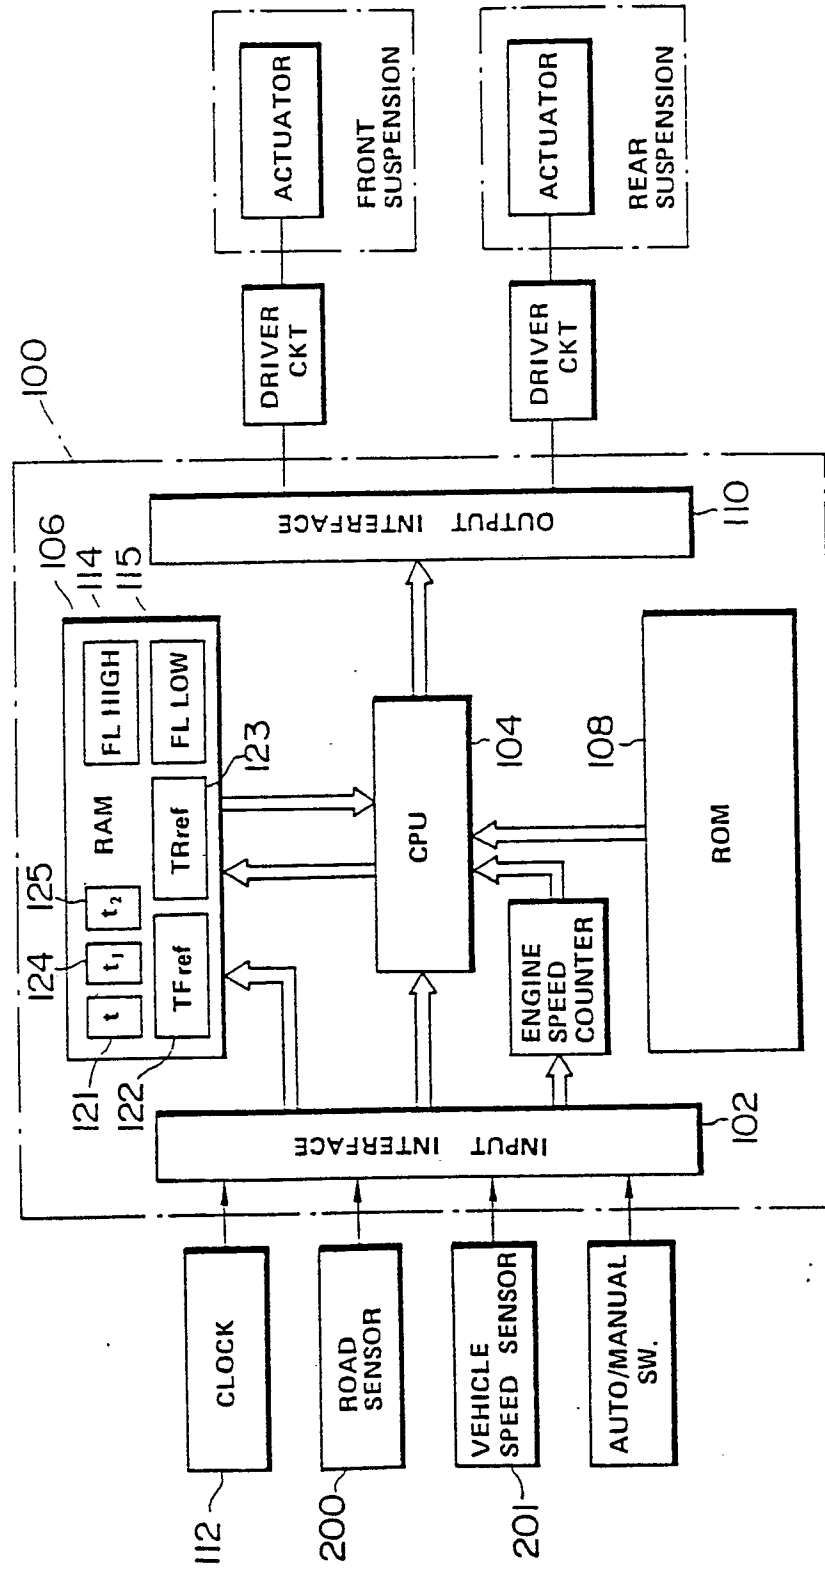 100
106
114
115
FL HIGH
FL LOW
RAM
125
124
t
t1
t2
TFref
TRref
121
122
123
CLOCK
112
ROAD
SENSOR
200
VEHICLE
SPEED SENSOR
201
AUTO/MANUAL
SW.
INPUT INTERFACE
102
ENGINE
SPEED
COUNTER
CPU
104
ROM
108
OUTPUT INTERFACE
110
DRIVER
CKT
ACTUATOR
FRONT
SUSPENSION
DRIVER
CKT
ACTUATOR
REAR
SUSPENSION